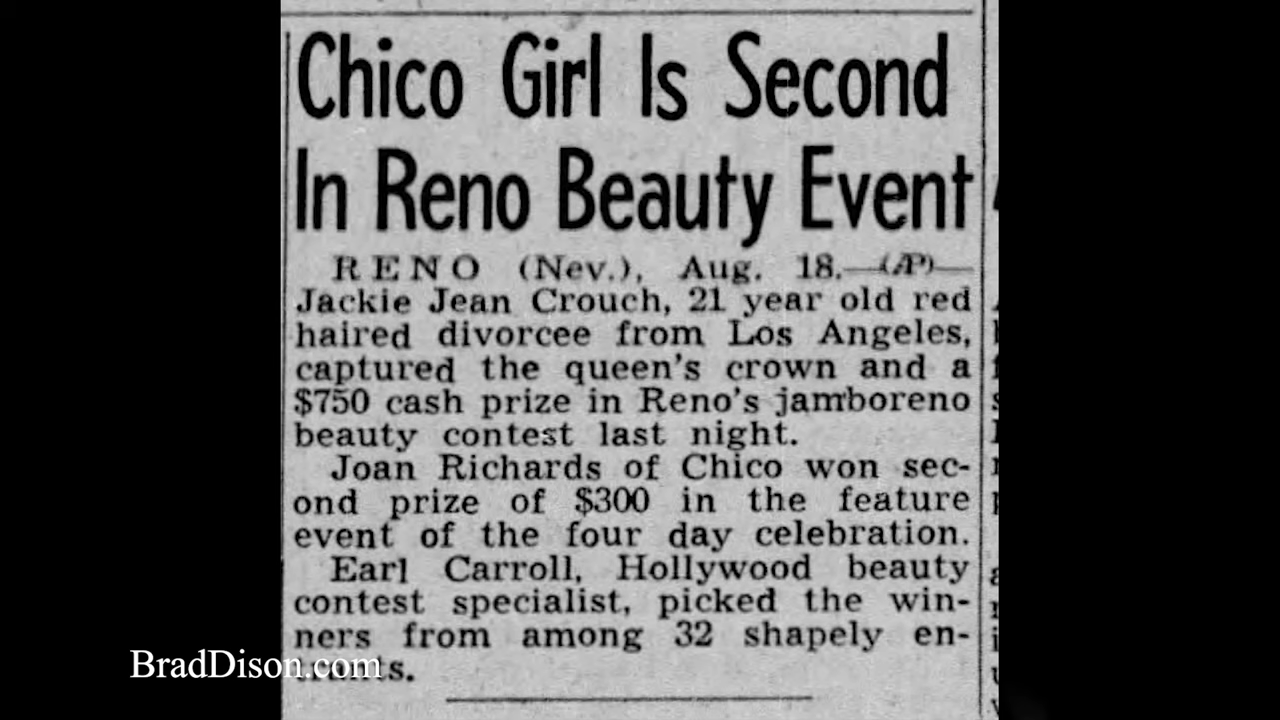 Chico Girl Is Second
In Reno Beauty Event
RENO (Nev.), Aug. 18.—(AP)—
Jackie Jean Crouch, 21 year old red
haired divorcee from Los Angeles,
captured the queen's crown and a
$750 cash prize in Reno's jamboreno
beauty contest last night.
Joan Richards of Chico won sec-
ond prize of $300 in the feature
event of the four day celebration.
Earl Carroll, Hollywood beauty
contest specialist, picked the win-
ners from among 32 shapely en-
BradDison.com